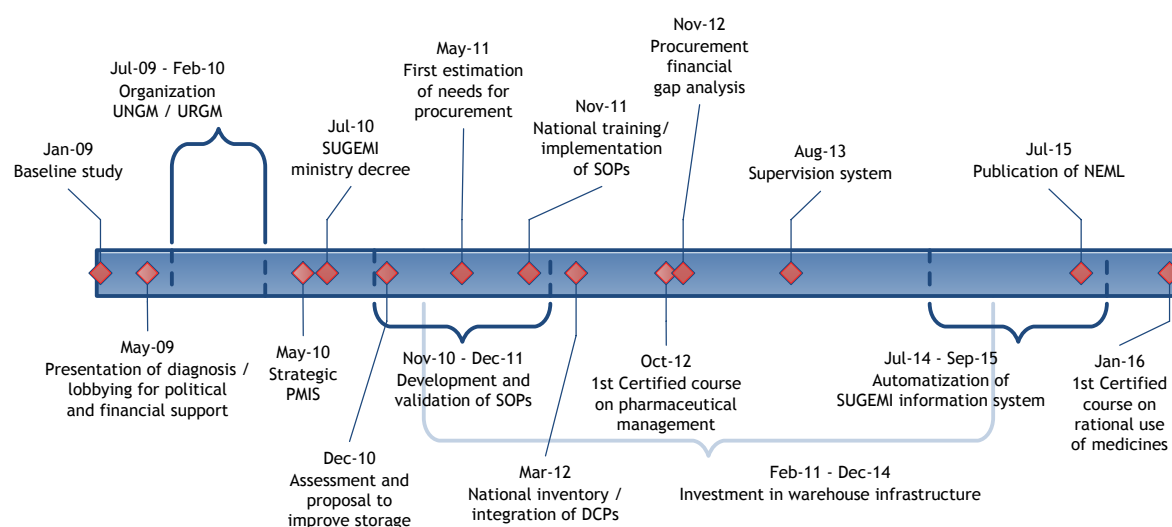 Nov-12
Procurement
financial
gap analysis
May-11
First estimation
of needs for
procurement
Jul-09 - Feb-10
Organization
UNGM / URGM
Nov-11
National training/
implementation
of SOPs
Jul-10
SUGEMI
ministry decree
Jan-09
Baseline study
Aug-13
Supervision system
Jul-15
Publication of NEML
May-09
Presentation of diagnosis /
lobbying for political
and financial support
May-10
Strategic
PMIS
Nov-10 - Dec-11
Development and
validation of SOPs
Oct-12
1st Certified course
on pharmaceutical
management
Jul-14 - Sep-15
Automatization of
SUGEMI information system
Jan-16
1st Certified
course on
rational use
of medicines
Dec-10
Assessment and
proposal to
improve storage
Mar-12
National inventory /
integration of DCPs
Feb-11 - Dec-14
Investment in warehouse infrastructure